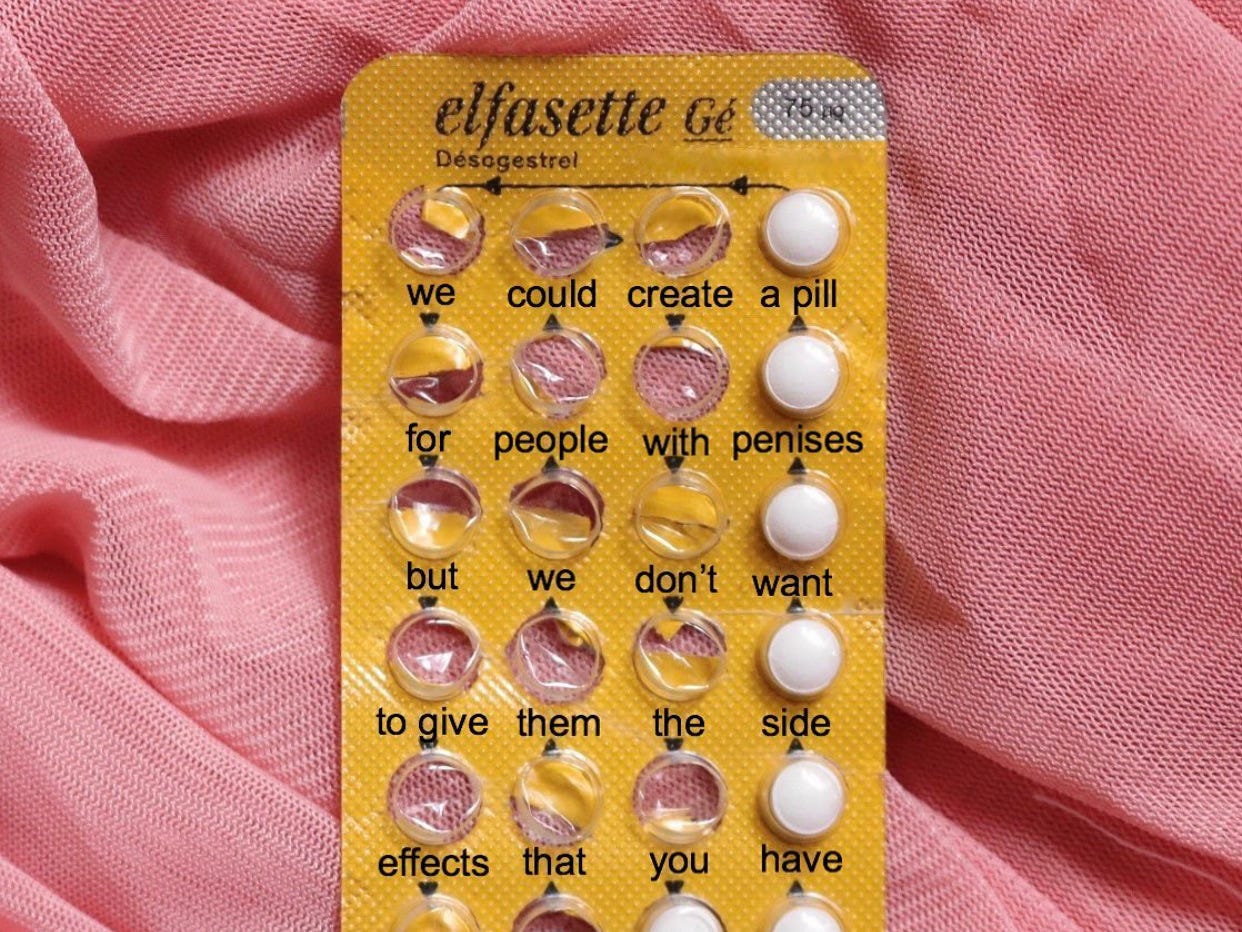 elfasette Gé 75 µg
Désogestrel
we could create a pill
for people with penises
but we don't want
to give them the side
effects that you have